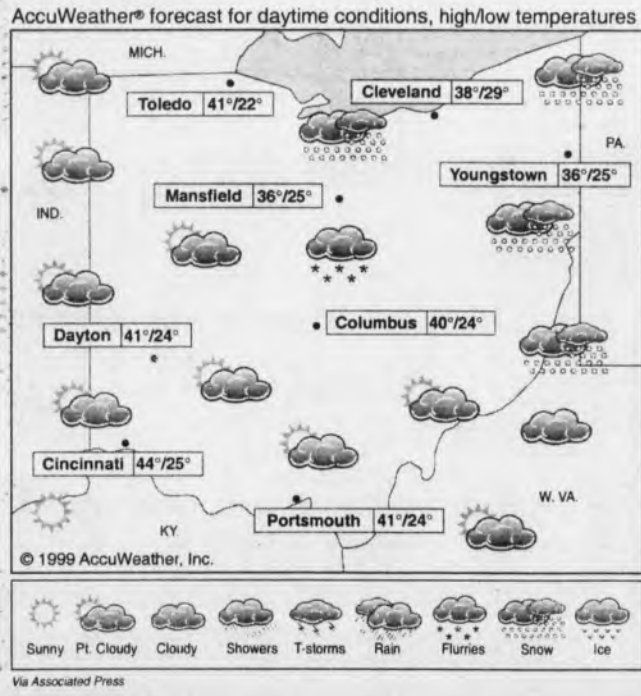 AccuWeather® forecast for daytime conditions, high/low temperatures
MICH.
Toledo 41°/22°
Cleveland 38°/29°
PA.
Youngstown 36°/25°
Mansfield 36°/25°
IND.
Columbus 40°/24°
Dayton 41°/24°
Cincinnati 44°/25°
W. VA.
Portsmouth 41°/24°
KY.
© 1999 AccuWeather, Inc.
Sunny Pt. Cloudy Cloudy Showers T-storms Rain Flurries Snow Ice
Via Associated Press